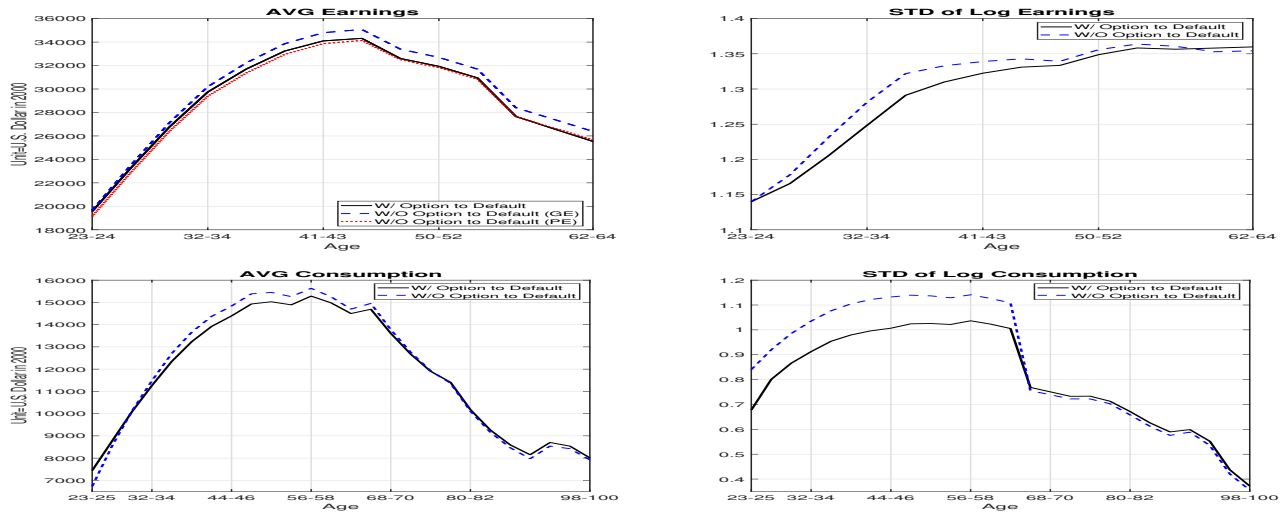 AVG Earnings
36000
34000
32000
30000
28000
26000
24000
22000
20000
18000
Unit=U.S. Dollar in 2000
W/ Option to Default
W/O Option to Default (GE)
W/O Option to Default (PE)
23-24 32-34 41-43 50-52 62-64
Age
STD of Log Earnings
1.4
1.35
1.3
1.25
1.2
1.15
1.1
W/ Option to Default
W/O Option to Default
23-24 32-34 41-43 50-52 62-64
Age
AVG Consumption
16000
15000
14000
13000
12000
11000
10000
9000
8000
7000
Unit=U.S. Dollar in 2000
W/ Option to Default
W/O Option to Default
23-25 32-34 44-46 56-58 68-70 80-82 98-100
Age
STD of Log Consumption
1.2
1.1
1
0.9
0.8
0.7
0.6
0.5
0.4
W/ Option to Default
W/O Option to Default
23-25 32-34 44-46 56-58 68-70 80-82 98-100
Age